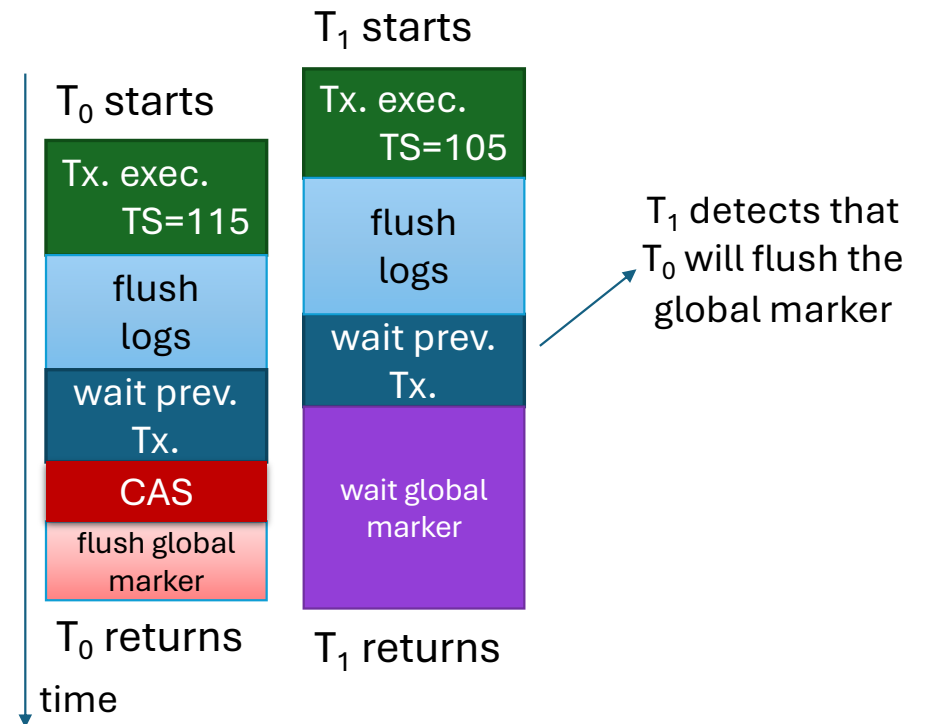 T₀ starts
Tx. exec.
TS=115
flush
logs
wait prev.
Tx.
CAS
flush global
marker
T₀ returns
T₁ starts
Tx. exec.
TS=105
flush
logs
wait prev.
Tx.
wait global
marker
T₁ returns
T₁ detects that
T₀ will flush the
global marker
time